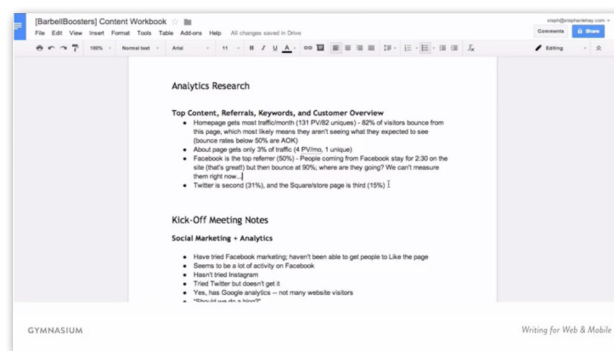 [BarbellBoosters] Content Workbook
steph@stephaniehay.com
File Edit View Insert Format Tools Table Add-ons Help All changes saved in Drive
Comments Share
100% Normal text Arial 11 B I U A Editing
Analytics Research
Top Content, Referrals, Keywords, and Customer Overview
● Homepage gets most traffic/month (131 PV/82 uniques) - 82% of visitors bounce from
this page, which most likely means they aren't seeing what they expected to see
(bounce rates below 50% are AOK)
● About page gets only 3% of traffic (4 PV/mo, 1 unique)
● Facebook is the top referrer (50%) - People coming from Facebook stay for 2:30 on the
site (that's great!) but then bounce at 90%; where are they going? We can't measure
them right now...
● Twitter is second (31%), and the Square/store page is third (15%)
Kick-Off Meeting Notes
Social Marketing + Analytics
● Have tried Facebook marketing; haven't been able to get people to Like the page
● Seems to be a lot of activity on Facebook
● Hasn't tried Instagram
● Tried Twitter but doesn't get it
● Yes, has Google analytics -- not many website visitors
● "Should we do a blog?"
GYMNASIUM
Writing for Web & Mobile